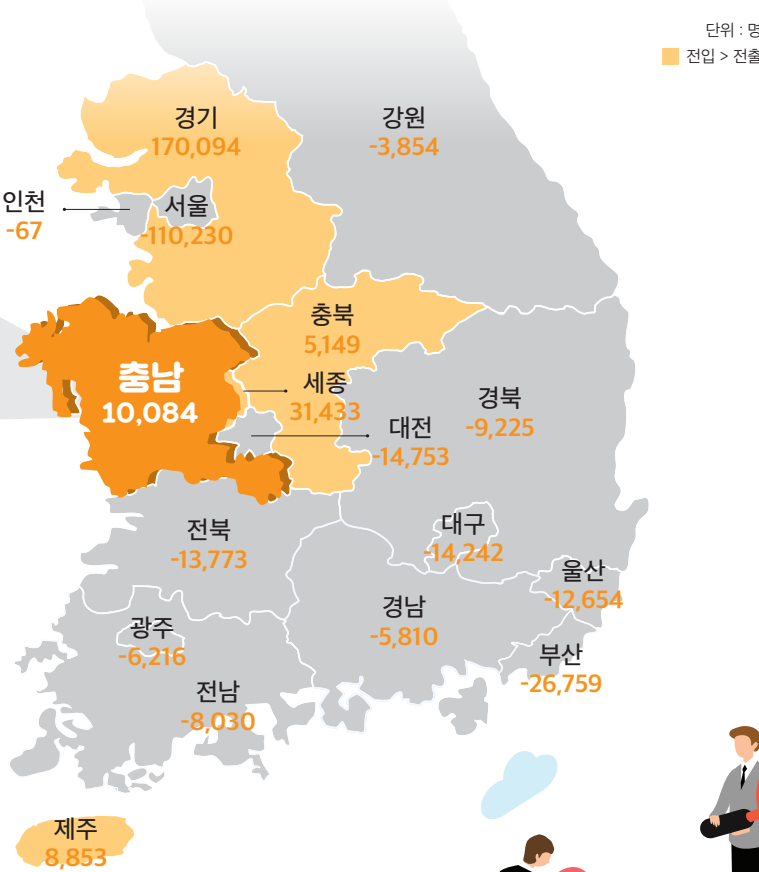 단위 : 명
전입 > 전출
경기
170,094
강원
-3,854
인천
-67
서울
-110,230
충북
5,149
충남
10,084
세종
31,433
경북
-9,225
대전
-14,753
전북
-13,773
대구
-14,242
울산
-12,654
경남
-5,810
광주
-6,216
부산
-26,759
전남
-8,030
제주
8,853